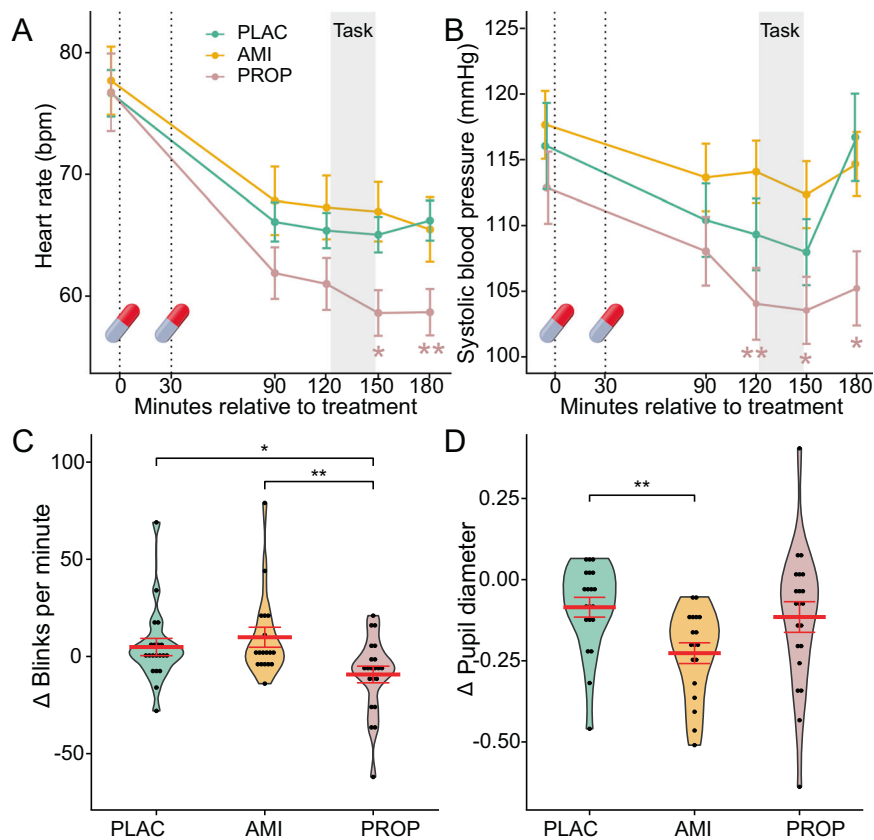 A
Heart rate (bpm)
80
70
60
PLAC
AMI
PROP
Task
*
**
0
30
90
120
150
180
Minutes relative to treatment
B
Systolic blood pressure (mmHg)
125
120
115
110
105
100
Task
**
*
*
0
30
90
120
150
180
Minutes relative to treatment
C
Δ Blinks per minute
100
50
0
-50
*
**
PLAC
AMI
PROP
D
Δ Pupil diameter
0.25
0.00
-0.25
-0.50
**
PLAC
AMI
PROP